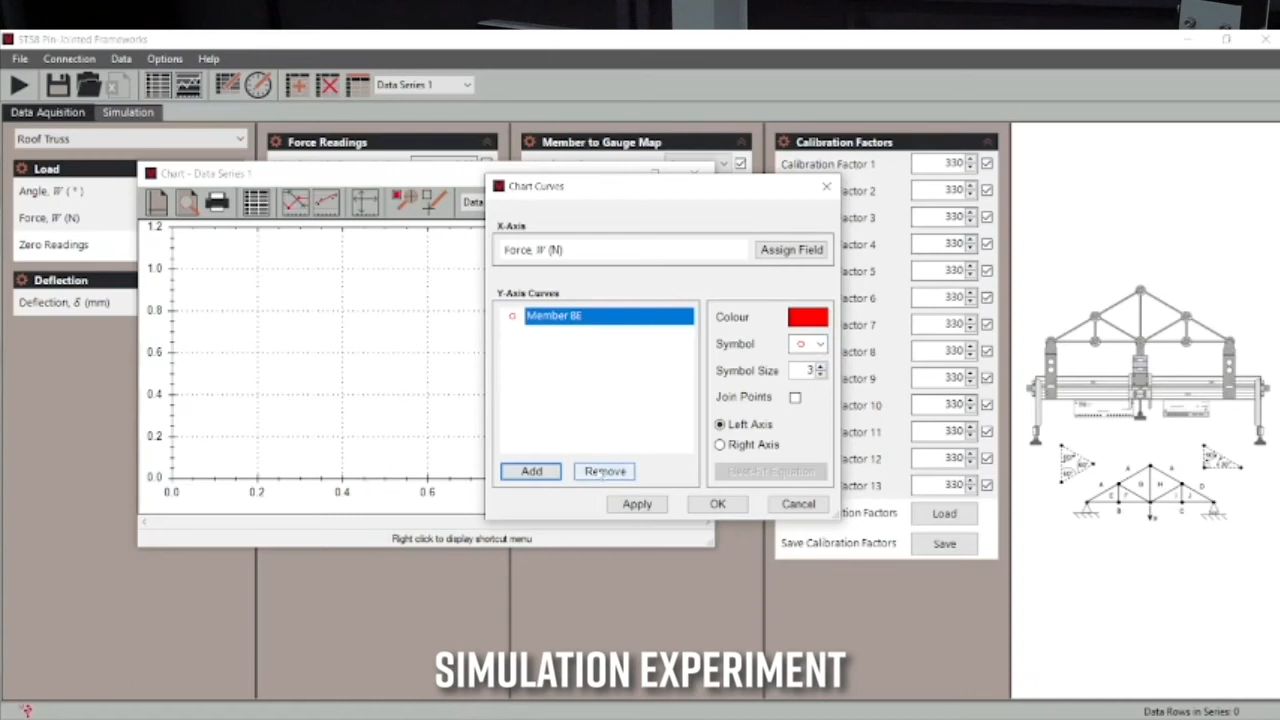 STS8 Pin-Jointed Frameworks
File Connection Data Options Help
Data Series 1
Data Aquisition Simulation
Roof Truss
Force Readings
Member to Gauge Map
Calibration Factors
Load
Angle, W (°)
Force, W (N)
Zero Readings
Deflection
Deflection, δ (mm)
Chart - Data Series 1
Data
1.2
1.0
0.8
0.6
0.4
0.2
0.0
0.0 0.2 0.4 0.6
Right click to display shortcut menu
Chart Curves
X-Axis
Force, W (N)
Assign Field
Y-Axis Curves
Member BE
Colour
Symbol
Symbol Size 3
Join Points
Left Axis
Right Axis
Add Remove
Best-Fit Equation
Apply OK Cancel
Calibration Factor 1 330
actor 2 330
actor 3 330
actor 4 330
actor 5 330
actor 6 330
actor 7 330
actor 8 330
actor 9 330
actor 10 330
actor 11 330
actor 12 330
actor 13 330
tion Factors Load
Save Calibration Factors Save
SIMULATION EXPERIMENT
Data Rows in Series: 0